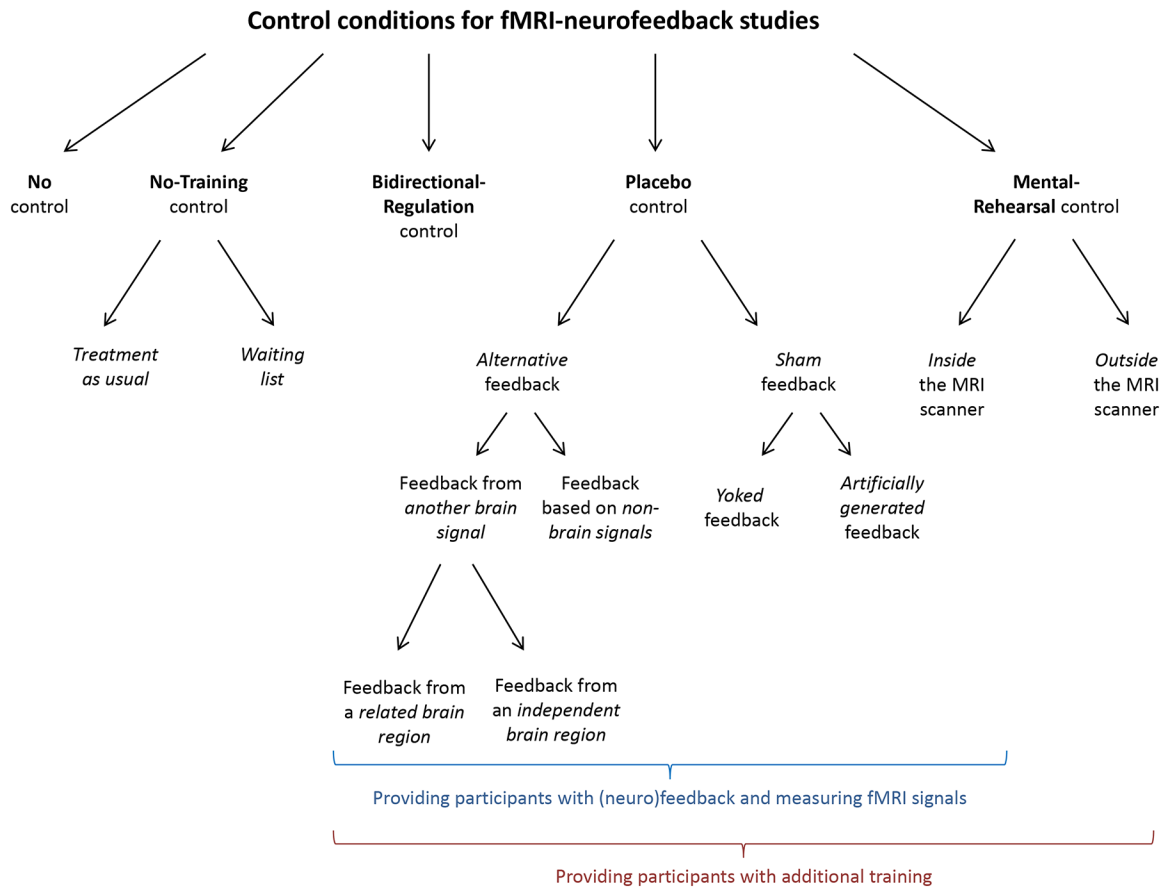 Control conditions for fMRI-neurofeedback studies
No
control
No-Training
control
Bidirectional-
Regulation
control
Placebo
control
Mental-
Rehearsal control
Treatment
as usual
Waiting
list
Alternative
feedback
Sham
feedback
Inside
the MRI
scanner
Outside
the MRI
scanner
Feedback from
another brain
signal
Feedback
based on non-
brain signals
Yoked
feedback
Artificially
generated
feedback
Feedback from
a related brain
region
Feedback from
an independent
brain region
Providing participants with (neuro)feedback and measuring fMRI signals
Providing participants with additional training